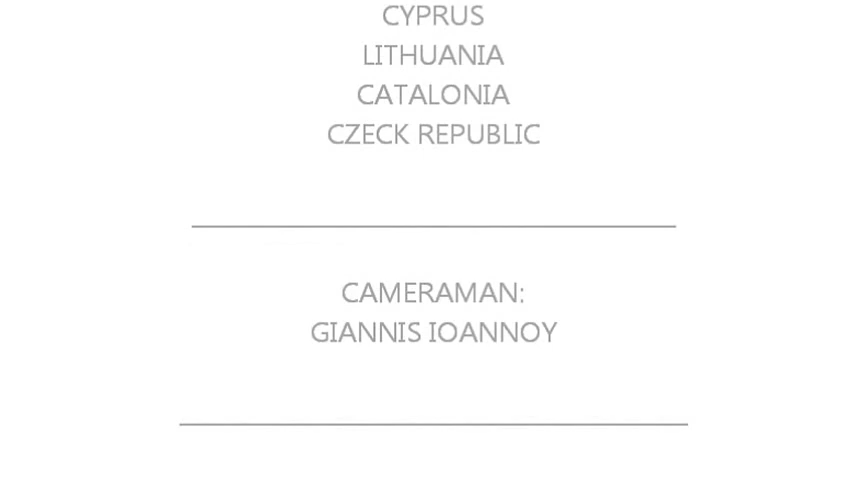 CYPRUS
LITHUANIA
CATALONIA
CZECK REPUBLIC
CAMERAMAN:
GIANNIS IOANNOY